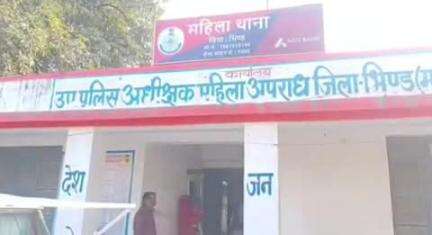 महिला थाना
जिला : भिण्ड
कार्यालय
उप पुलिस अधीक्षक महिला अपराध जिला-भिण्ड (म
देश
जन